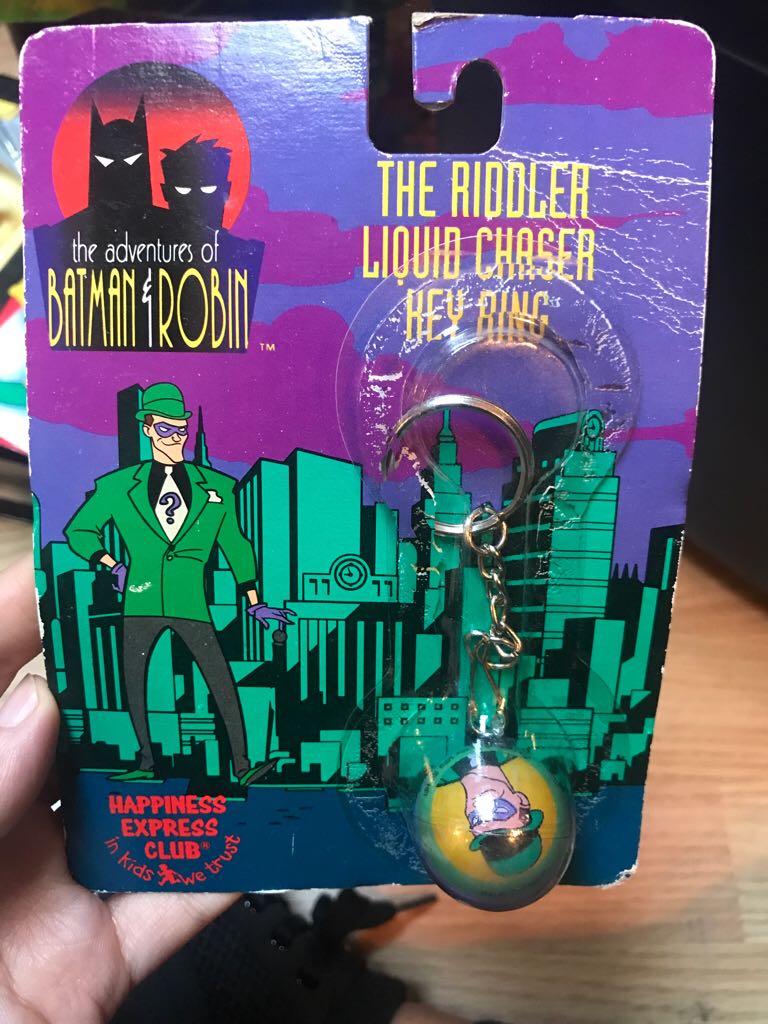 the adventures of
BATMAN & ROBIN
TM
THE RIDDLER
LIQUID CHASER
KEY RING
?
HAPPINESS
EXPRESS
CLUB®
in kids we trust